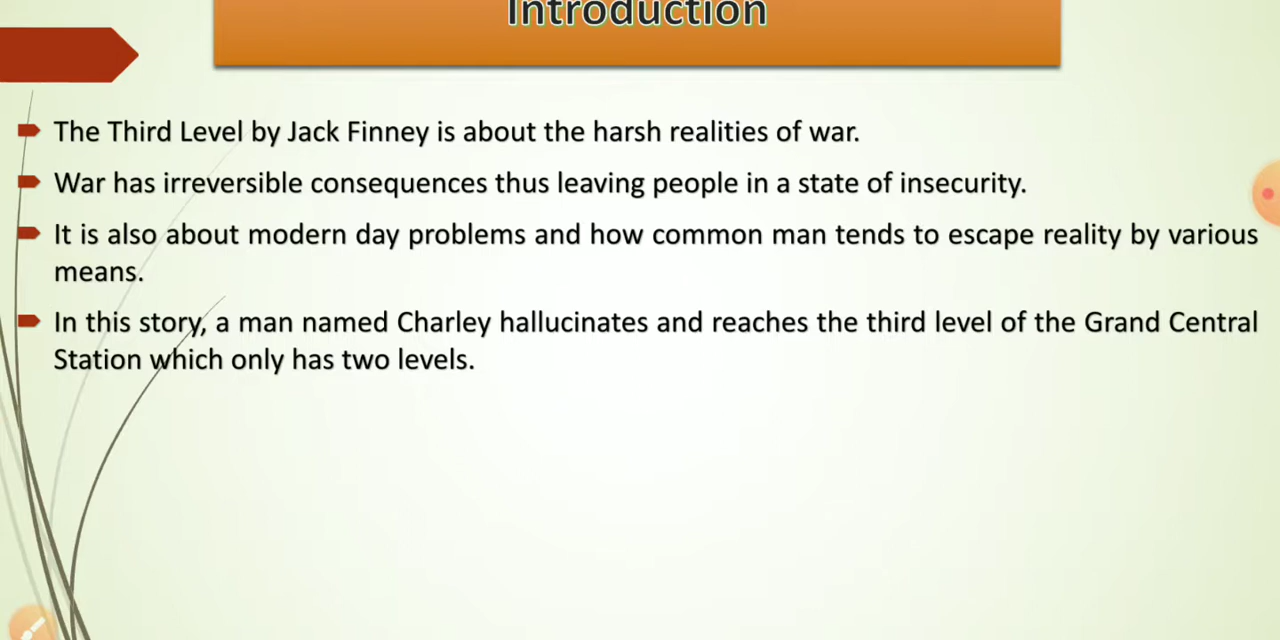 Introduction
The Third Level by Jack Finney is about the harsh realities of war.
War has irreversible consequences thus leaving people in a state of insecurity.
It is also about modern day problems and how common man tends to escape reality by various
means.
In this story, a man named Charley hallucinates and reaches the third level of the Grand Central
Station which only has two levels.